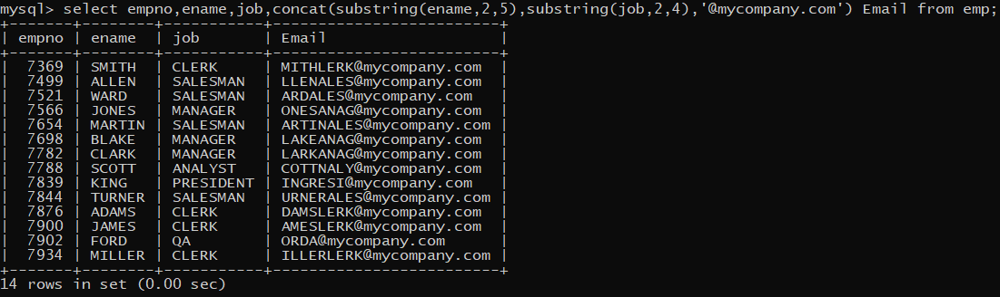 mysql> select empno,ename,job,concat(substring(ename,2,5),substring(job,2,4),'@mycompany.com') Email from emp;
+-------+--------+-----------+-------------------------+
| empno | ename  | job       | Email                   |
+-------+--------+-----------+-------------------------+
|  7369 | SMITH  | CLERK     | MITHLERK@mycompany.com  |
|  7499 | ALLEN  | SALESMAN  | LLENALES@mycompany.com  |
|  7521 | WARD   | SALESMAN  | ARDALES@mycompany.com   |
|  7566 | JONES  | MANAGER   | ONESANAG@mycompany.com  |
|  7654 | MARTIN | SALESMAN  | ARTINALES@mycompany.com |
|  7698 | BLAKE  | MANAGER   | LAKEANAG@mycompany.com  |
|  7782 | CLARK  | MANAGER   | LARKANAG@mycompany.com  |
|  7788 | SCOTT  | ANALYST   | COTTNALY@mycompany.com  |
|  7839 | KING   | PRESIDENT | INGRESI@mycompany.com   |
|  7844 | TURNER | SALESMAN  | URNERALES@mycompany.com |
|  7876 | ADAMS  | CLERK     | DAMSLERK@mycompany.com  |
|  7900 | JAMES  | CLERK     | AMESLERK@mycompany.com  |
|  7902 | FORD   | QA        | ORDA@mycompany.com      |
|  7934 | MILLER | CLERK     | ILLERLERK@mycompany.com |
+-------+--------+-----------+-------------------------+
14 rows in set (0.00 sec)